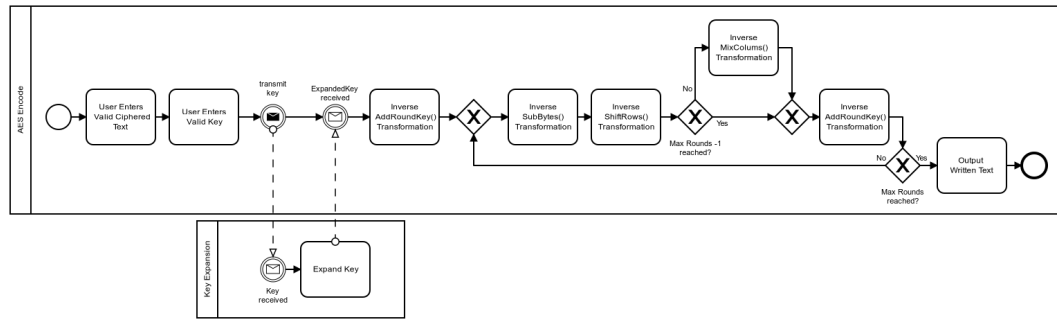 AES Encode
User Enters
Valid Ciphered
Text
User Enters
Valid Key
transmit
key
ExpandedKey
received
Inverse
AddRoundKey()
Transformation
Inverse
SubBytes()
Transformation
Inverse
ShiftRows()
Transformation
Max Rounds -1
reached?
No
Yes
Inverse
MixColums()
Transformation
Inverse
AddRoundKey()
Transformation
No
Yes
Max Rounds
reached?
Output
Written Text
Key Expansion
Key
received
Expand Key